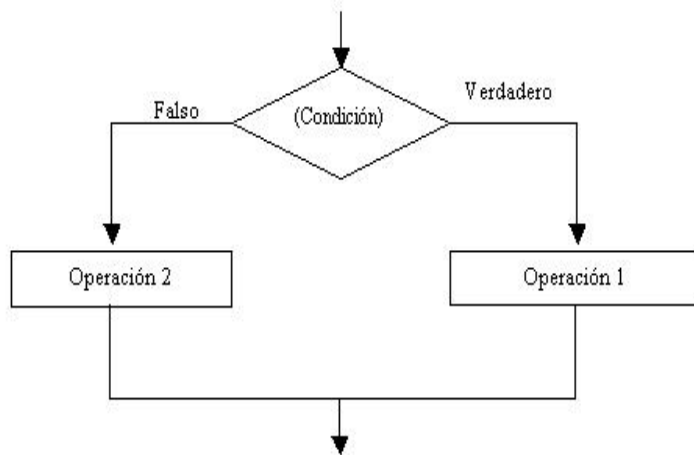 Verdadero
Falso
(Condición)
Operación 2
Operación 1